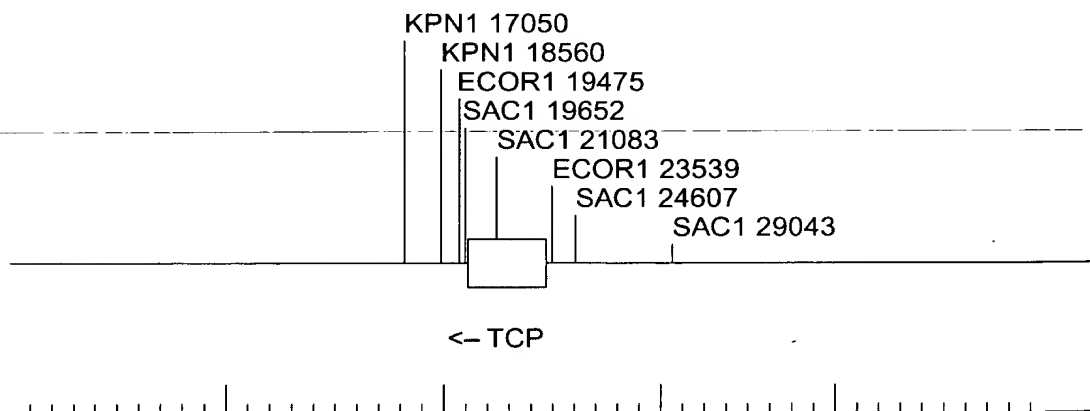 KPN1 17050
KPN1 18560
ECOR1 19475
SAC1 19652
SAC1 21083
ECOR1 23539
SAC1 24607
SAC1 29043
<– TCP